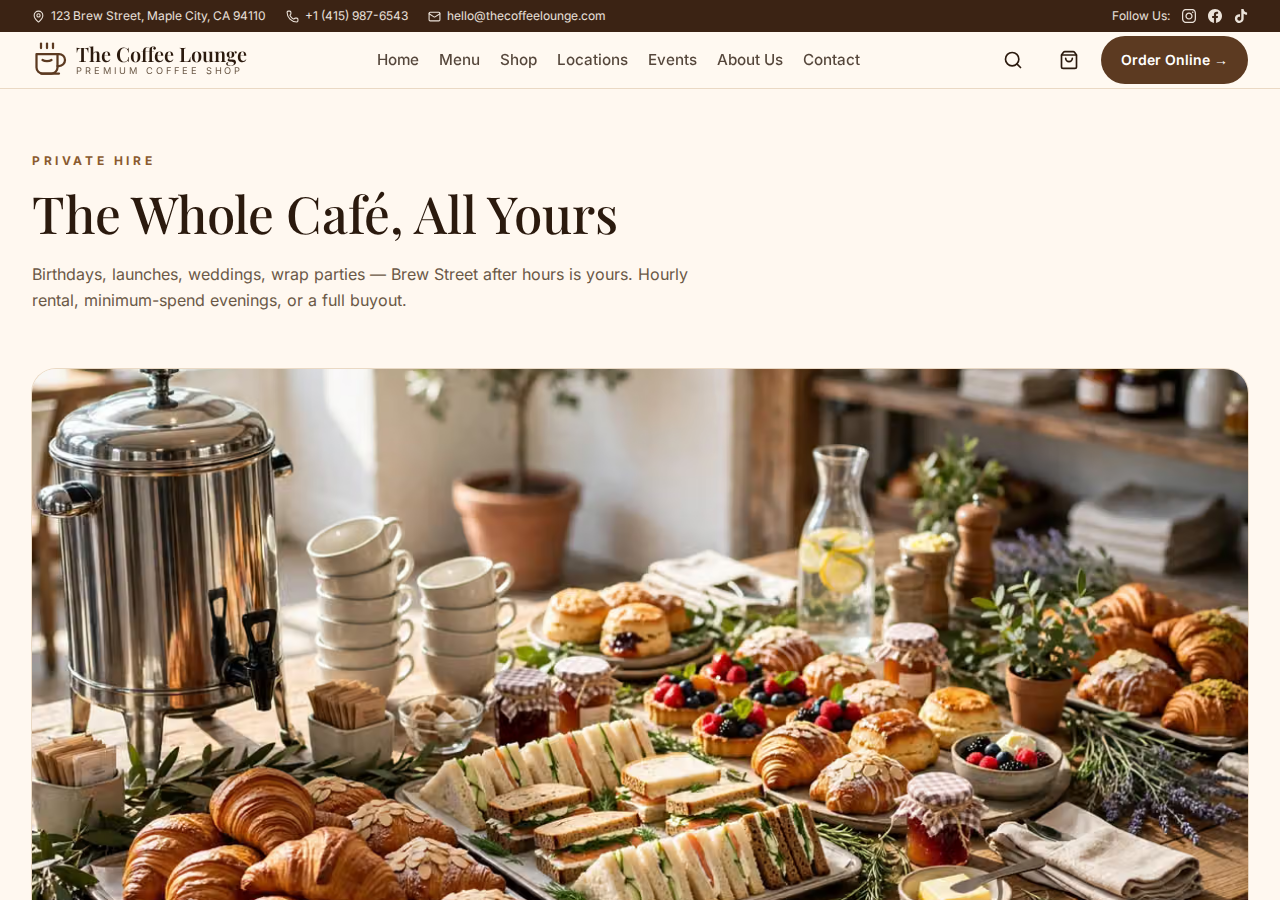 123 Brew Street, Maple City, CA 94110
+1 (415) 987-6543
hello@thecoffeelounge.com
Follow Us:
The Coffee Lounge
PREMIUM COFFEE SHOP
Home
Menu
Shop
Locations
Events
About Us
Contact
Order Online →
PRIVATE HIRE
The Whole Café, All Yours
Birthdays, launches, weddings, wrap parties — Brew Street after hours is yours. Hourly
rental, minimum-spend evenings, or a full buyout.